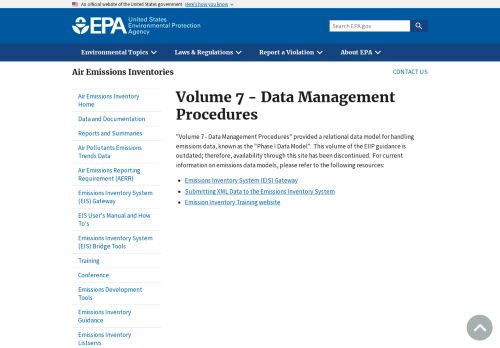 An official website of the United States government Here's how you know
EPA United States
Environmental Protection
Agency
Search EPA.gov
Environmental Topics
Laws & Regulations
Report a Violation
About EPA
Air Emissions Inventories
CONTACT US
Air Emissions Inventory
Home
Data and Documentation
Reports and Summaries
Air Pollutants Emissions
Trends Data
Air Emissions Reporting
Requirement (AERR)
Emissions Inventory System
(EIS) Gateway
EIS User's Manual and How
To's
Emissions Inventory System
(EIS) Bridge Tools
Training
Conference
Emissions Development
Tools
Emissions Inventory
Guidance
Emissions Inventory
Listservs
Volume 7 - Data Management
Procedures
"Volume 7 - Data Management Procedures" provided a relational data model for handling
emissions data, known as the "Phase I Data Model". This volume of the EIIP guidance is
outdated; therefore, availability through this site has been discontinued. For current
information on emissions data models, please refer to the following resources:
Emissions Inventory System (EIS) Gateway
Submitting XML Data to the Emissions Inventory System
Emission Inventory Training website